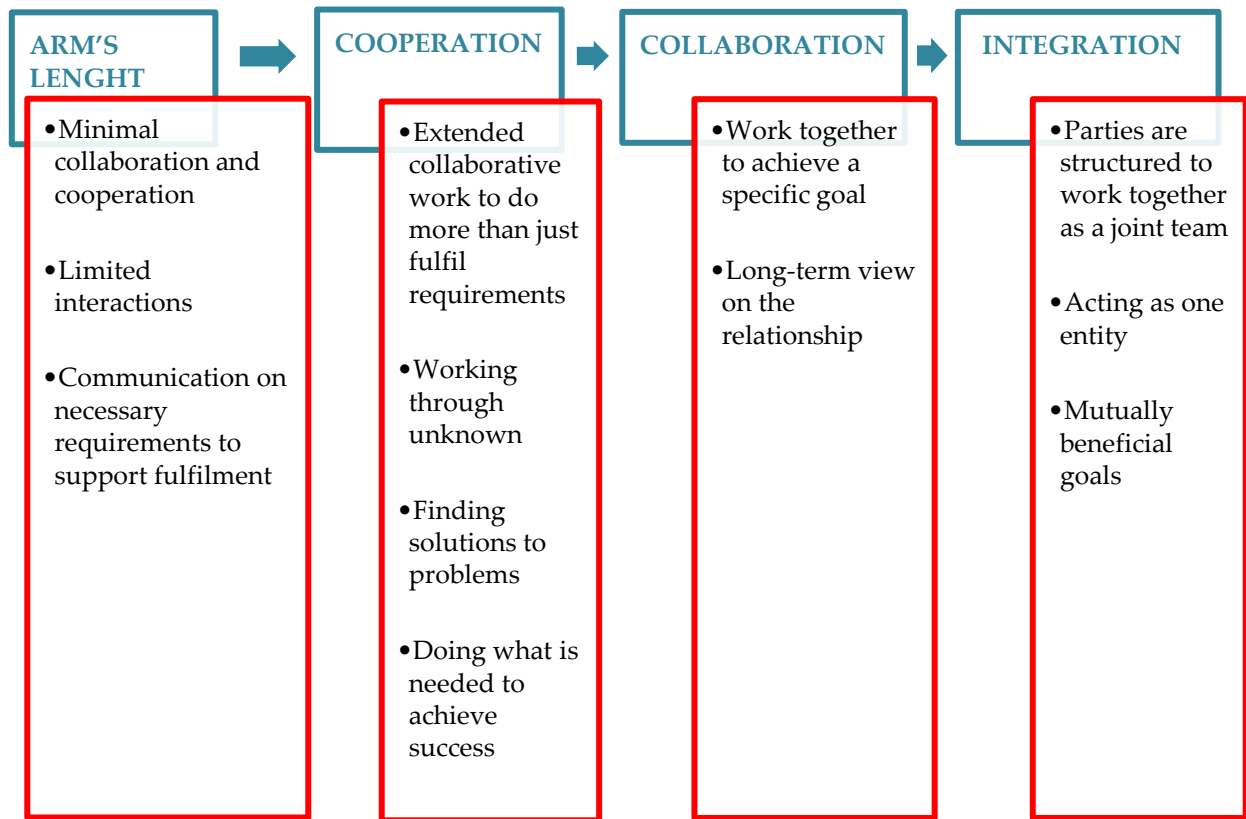 ARM'S
LENGHT
•Minimal
collaboration and
cooperation
•Limited
interactions
•Communication on
necessary
requirements to
support fulfilment
COOPERATION
•Extended
collaborative
work to do
more than just
fulfil
requirements
•Working
through
unknown
•Finding
solutions to
problems
•Doing what is
needed to
achieve
success
COLLABORATION
•Work together
to achieve a
specific goal
•Long-term view
on the
relationship
INTEGRATION
•Parties are
structured to
work together
as a joint team
•Acting as one
entity
•Mutually
beneficial
goals